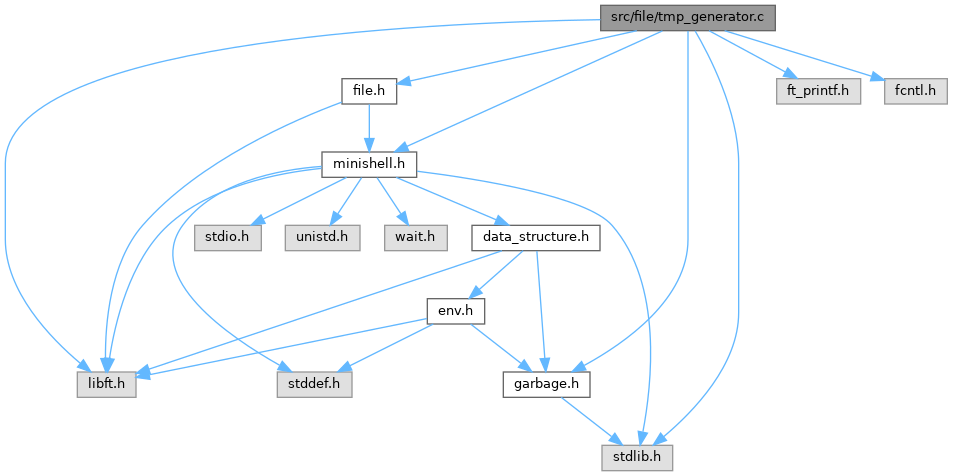 src/file/tmp_generator.c
file.h
ft_printf.h
fcntl.h
minishell.h
stdio.h
unistd.h
wait.h
data_structure.h
env.h
libft.h
stddef.h
garbage.h
stdlib.h